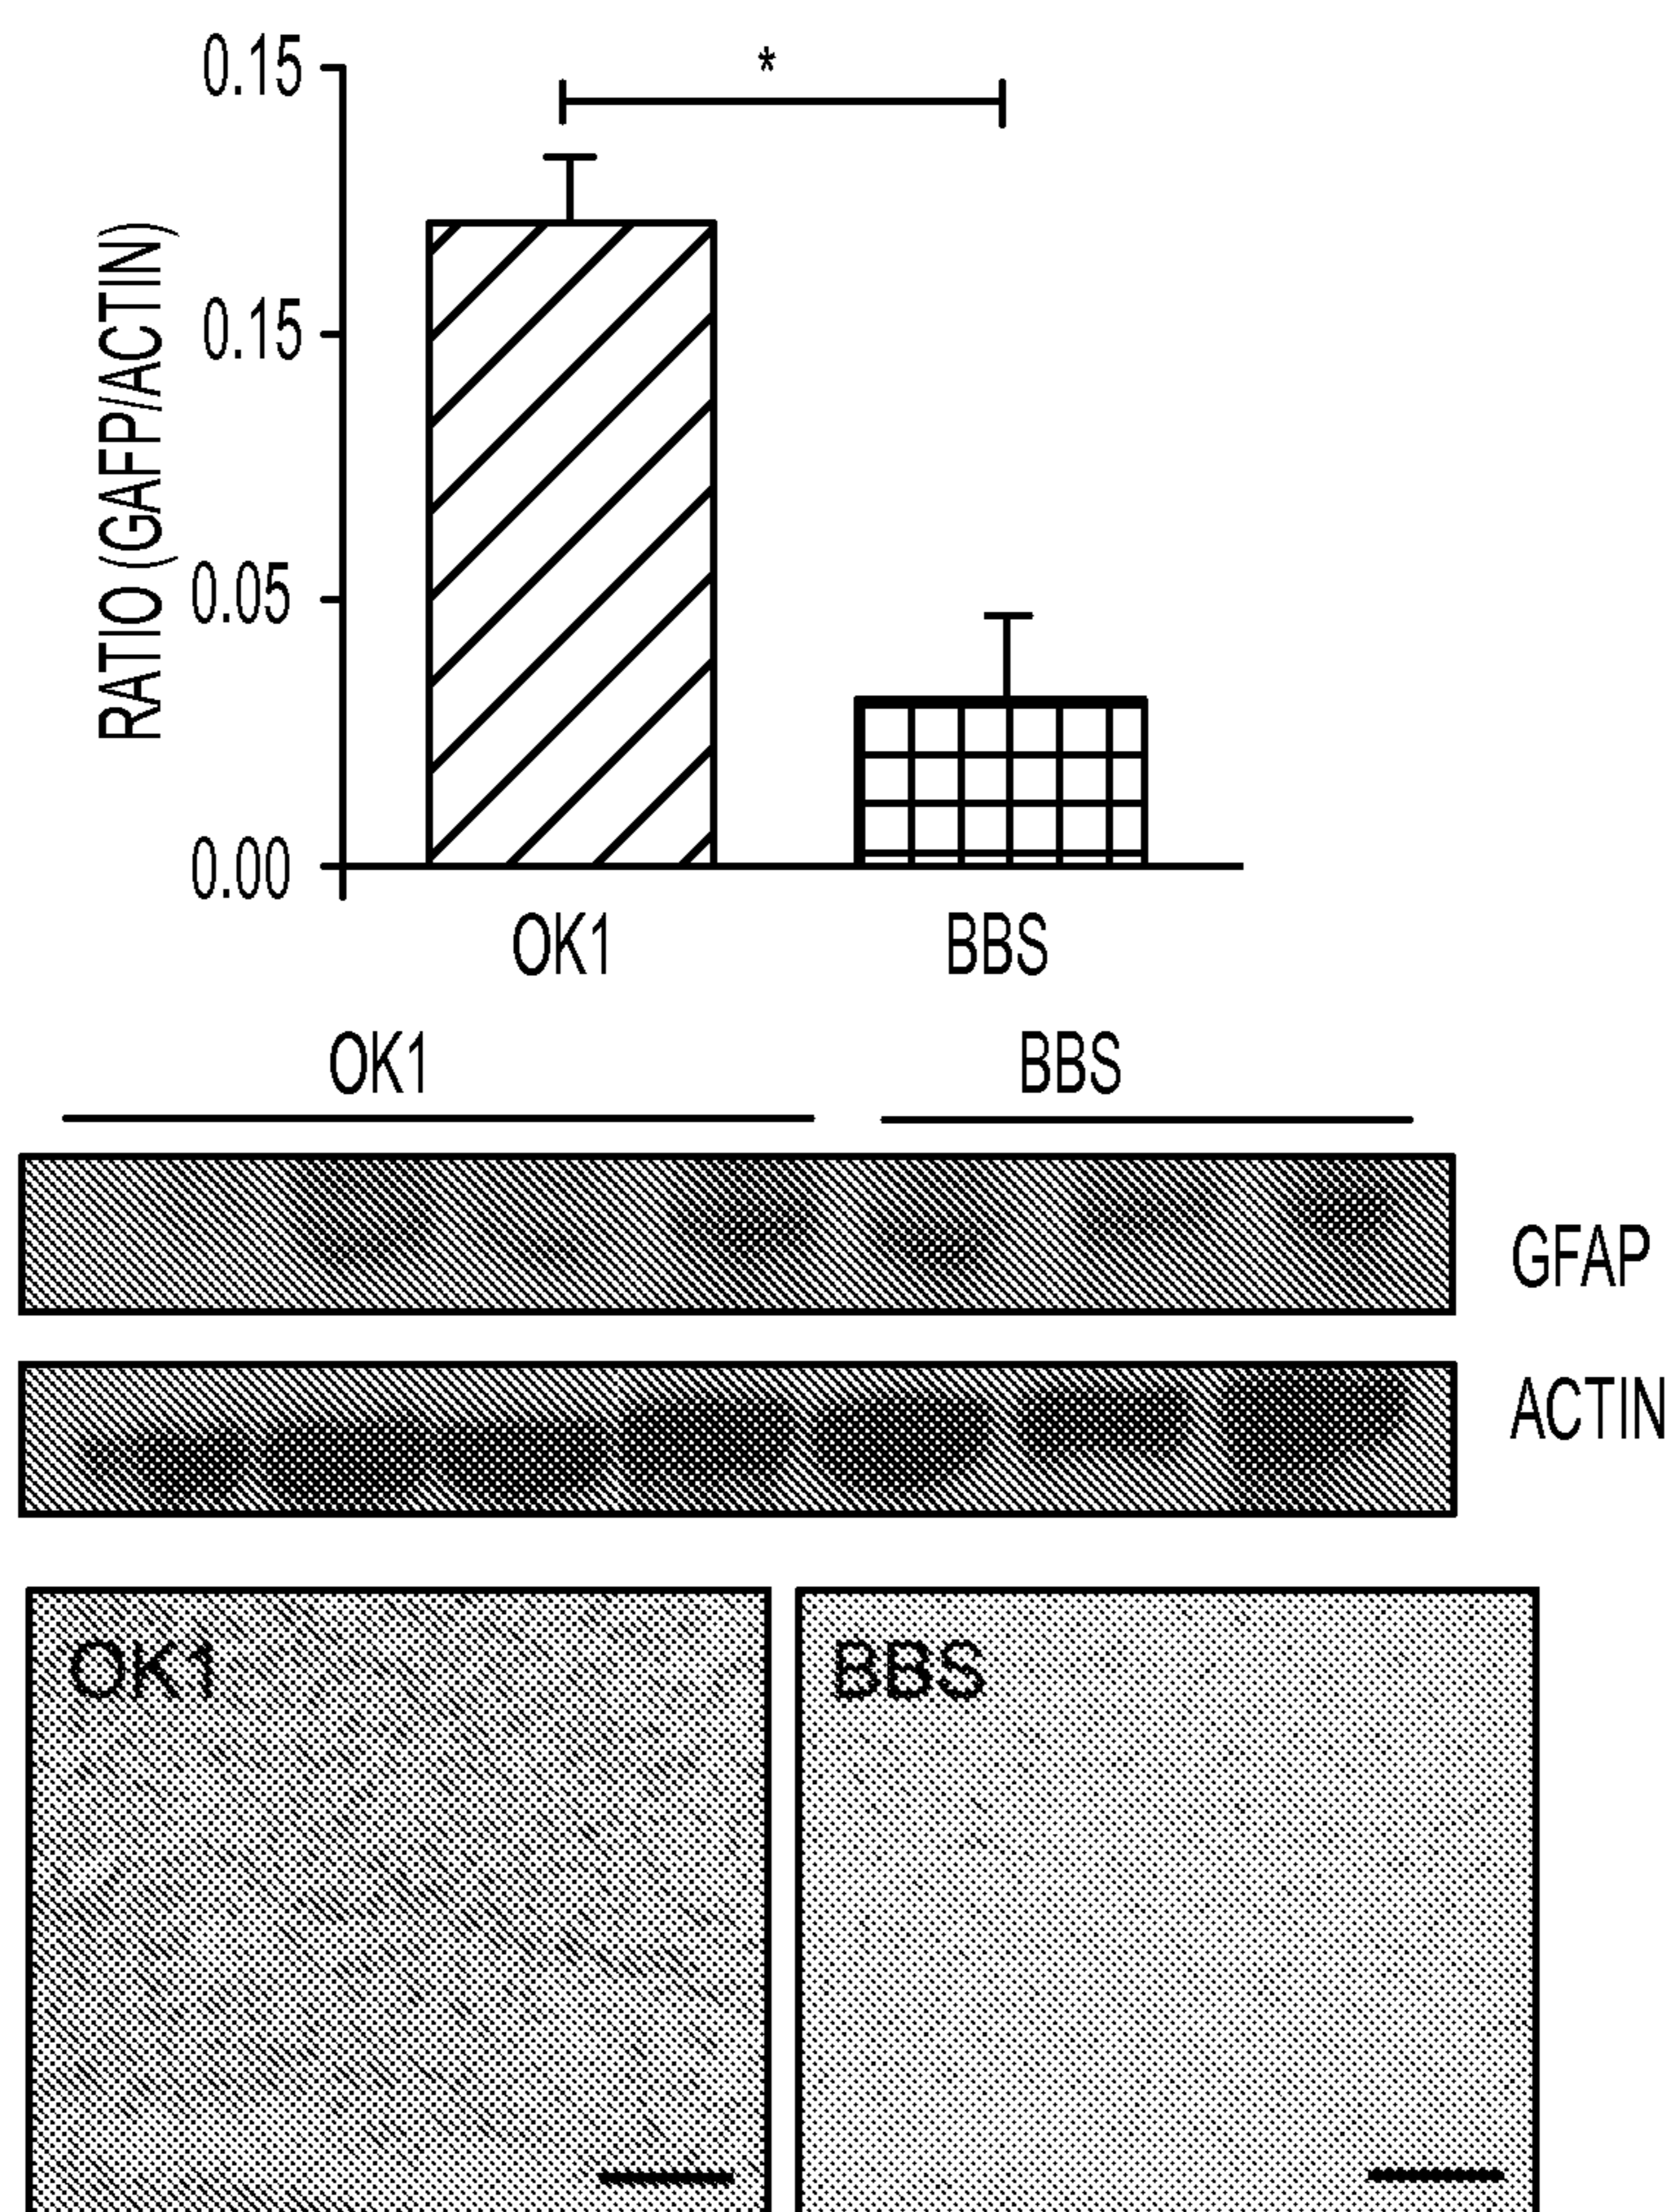 *
0.15
0.15
0.05
0.00
RATIO (GAFP/ACTIN)
OK1 BBS
OK1 BBS
GFAP
ACTIN
OK1 BBS